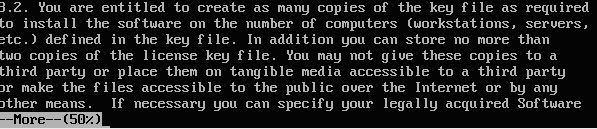 3.2. You are entitled to create as many copies of the key file as required
to install the software on the number of computers (workstations, servers,
etc.) defined in the key file. In addition you can store no more than
two copies of the license key file. You may not give these copies to a
third party or place them on tangible media accessible to a third party
or make the files accessible to the public over the Internet or by any
other means.  If necessary you can specify your legally acquired Software
--More--(50%)